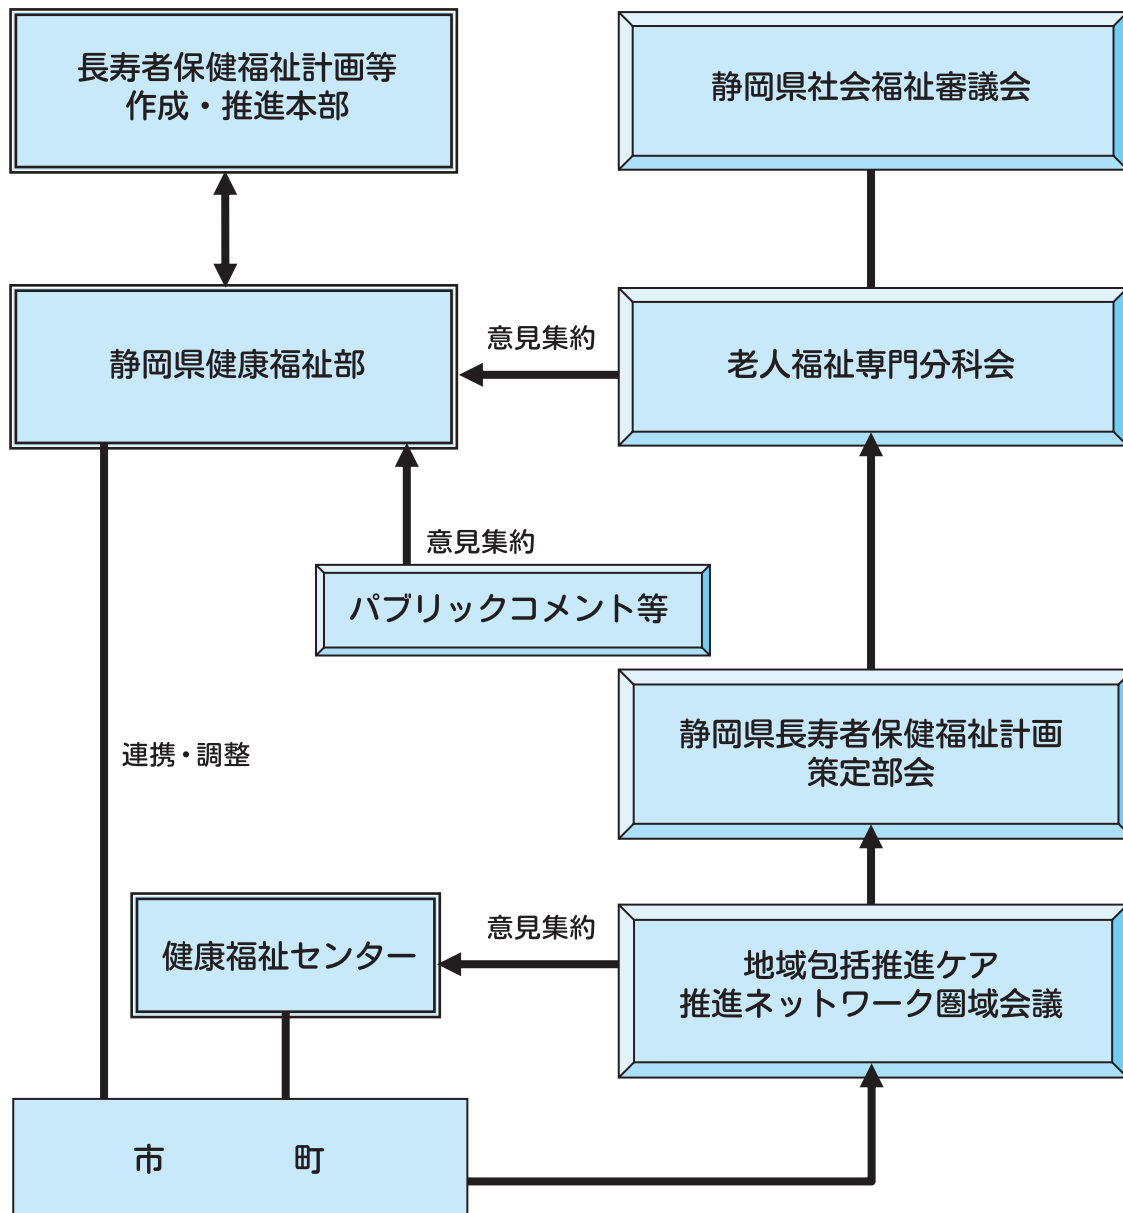 長寿者保健福祉計画等
作成・推進本部
静岡県社会福祉審議会
静岡県健康福祉部
意見集約
老人福祉専門分科会
意見集約
パブリックコメント等
静岡県長寿者保健福祉計画
策定部会
連携・調整
健康福祉センター
意見集約
地域包括推進ケア
推進ネットワーク圏域会議
市　　　　町